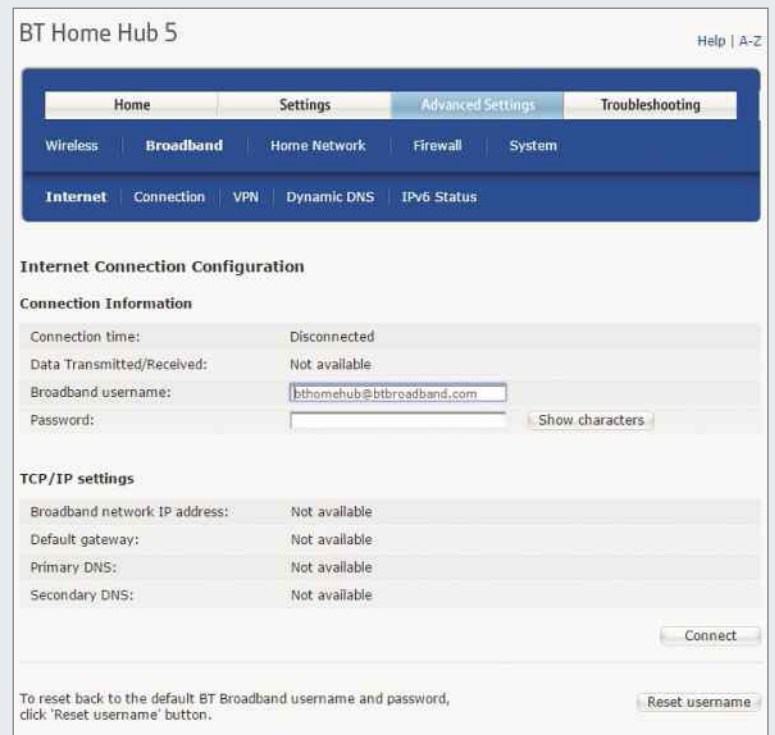 BT Home Hub 5
Help | A-Z
Home Settings Advanced Settings Troubleshooting
Wireless Broadband Home Network Firewall System
Internet Connection VPN Dynamic DNS IPv6 Status
Internet Connection Configuration
Connection Information
Connection time: Disconnected
Data Transmitted/Received: Not available
Broadband username: bthomehub@btbroadband.com
Password: Show characters
TCP/IP settings
Broadband network IP address: Not available
Default gateway: Not available
Primary DNS: Not available
Secondary DNS: Not available
Connect
To reset back to the default BT Broadband username and password,
click 'Reset username' button.
Reset username